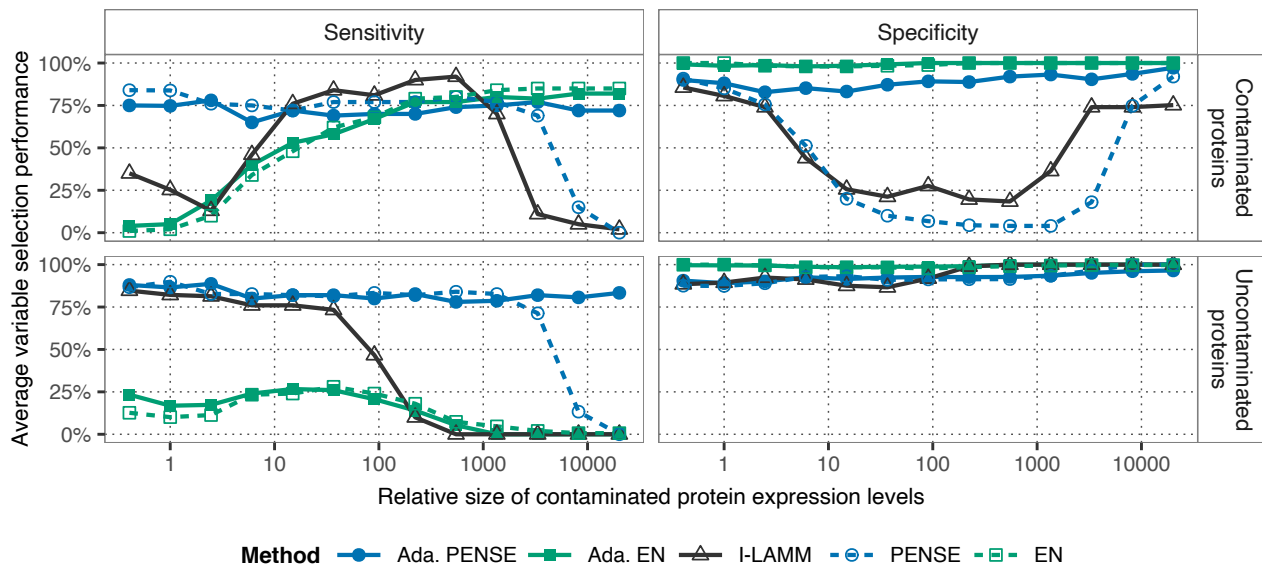 Sensitivity
Specificity
Average variable selection performance
100%
75%
50%
25%
0%
Contaminated
proteins
100%
75%
50%
25%
0%
Uncontaminated
proteins
1 10 100 1000 10000
1 10 100 1000 10000
Relative size of contaminated protein expression levels
Method Ada. PENSE Ada. EN I-LAMM PENSE EN